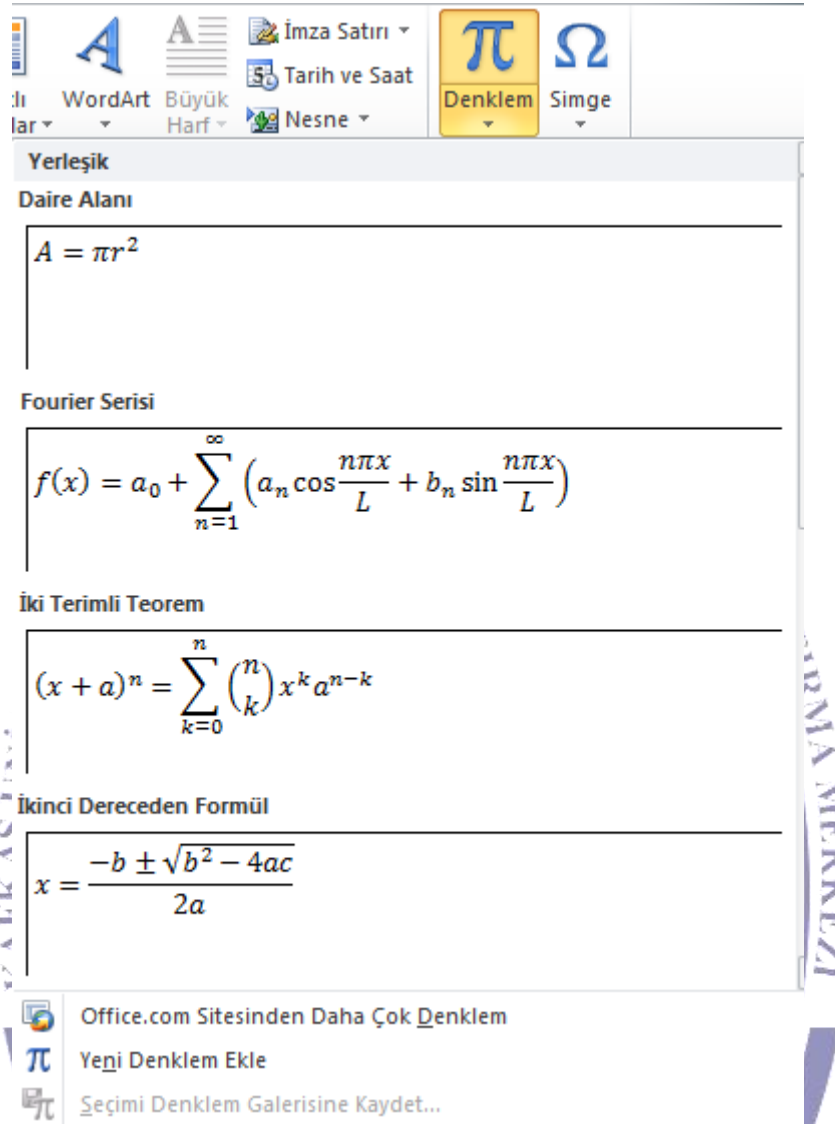 İmza Satırı
Tarih ve Saat
Nesne
WordArt
Büyük
Harf
Denklem
Simge
Yerleşik
Daire Alanı
A = πr²
Fourier Serisi
f(x) = a₀ + ∑_{n=1}^{∞} (aₙ cos nπx/L + bₙ sin nπx/L)
İki Terimli Teorem
(x + a)ⁿ = ∑_{k=0}^{n} (n k) xᵏaⁿ⁻ᵏ
İkinci Dereceden Formül
x = (−b ± √(b² − 4ac))/2a
Office.com Sitesinden Daha Çok Denklem
Yeni Denklem Ekle
Seçimi Denklem Galerisine Kaydet...
MERKEZİ